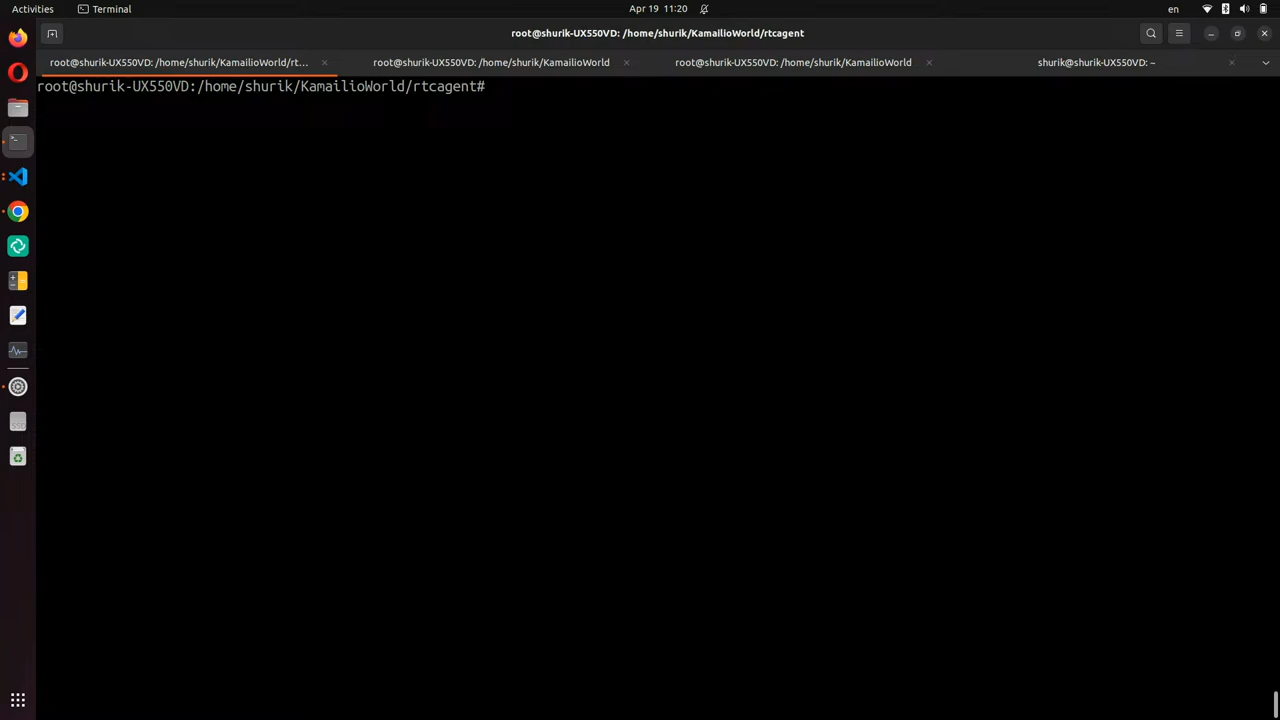 Activities
Terminal
Apr 19 11:20
en
root@shurik-UX550VD: /home/shurik/KamailioWorld/rtcagent
root@shurik-UX550VD: /home/shurik/KamailioWorld/rt...
root@shurik-UX550VD: /home/shurik/KamailioWorld
root@shurik-UX550VD: /home/shurik/KamailioWorld
shurik@shurik-UX550VD: ~
root@shurik-UX550VD:/home/shurik/KamailioWorld/rtcagent#
SSD